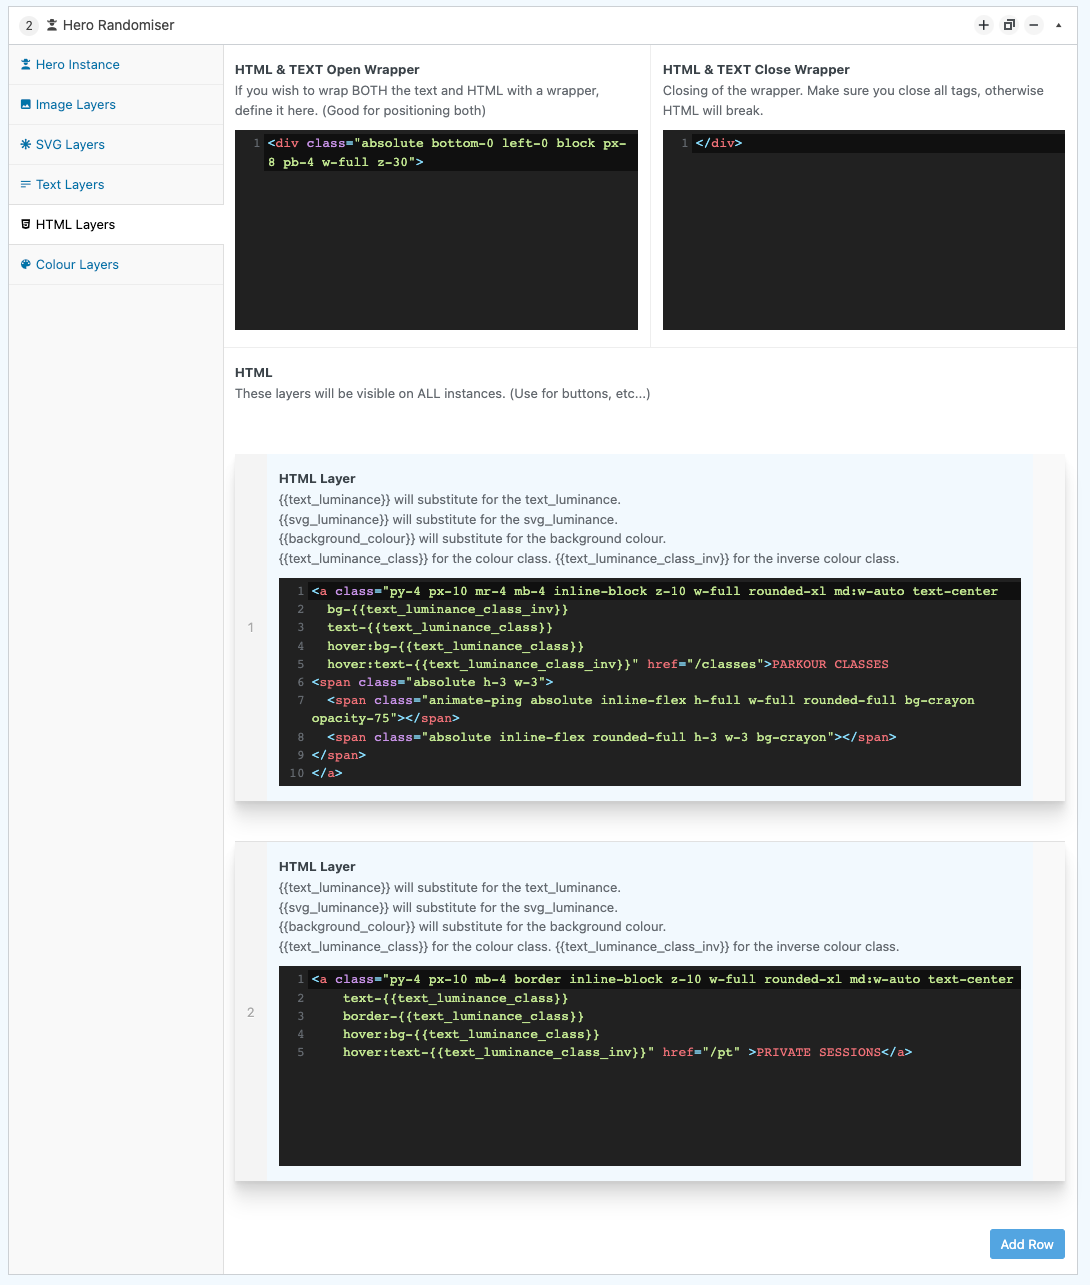 2 Hero Randomiser
Hero Instance
Image Layers
SVG Layers
Text Layers
HTML Layers
Colour Layers
HTML & TEXT Open Wrapper
If you wish to wrap BOTH the text and HTML with a wrapper,
define it here. (Good for positioning both)
1 <div class="absolute bottom-0 left-0 block px-
8 pb-4 w-full z-30">
HTML & TEXT Close Wrapper
Closing of the wrapper. Make sure you close all tags, otherwise
HTML will break.
1 </div>
HTML
These layers will be visible on ALL instances. (Use for buttons, etc...)
1
HTML Layer
{{text_luminance}} will substitute for the text_luminance.
{{svg_luminance}} will substitute for the svg_luminance.
{{background_colour}} will substitute for the background colour.
{{text_luminance_class}} for the colour class. {{text_luminance_class_inv}} for the inverse colour class.
1 <a class="py-4 px-10 mr-4 mb-4 inline-block z-10 w-full rounded-xl md:w-auto text-center
2 bg-{{text_luminance_class_inv}}
3 text-{{text_luminance_class}}
4 hover:bg-{{text_luminance_class}}
5 hover:text-{{text_luminance_class_inv}}" href="/classes">PARKOUR CLASSES
6 <span class="absolute h-3 w-3">
7 <span class="animate-ping absolute inline-flex h-full w-full rounded-full bg-crayon
opacity-75"></span>
8 <span class="absolute inline-flex rounded-full h-3 w-3 bg-crayon"></span>
9 </span>
10 </a>
2
HTML Layer
{{text_luminance}} will substitute for the text_luminance.
{{svg_luminance}} will substitute for the svg_luminance.
{{background_colour}} will substitute for the background colour.
{{text_luminance_class}} for the colour class. {{text_luminance_class_inv}} for the inverse colour class.
1 <a class="py-4 px-10 mb-4 border inline-block z-10 w-full rounded-xl md:w-auto text-center
2 text-{{text_luminance_class}}
3 border-{{text_luminance_class}}
4 hover:bg-{{text_luminance_class}}
5 hover:text-{{text_luminance_class_inv}}" href="/pt" >PRIVATE SESSIONS</a>
Add Row